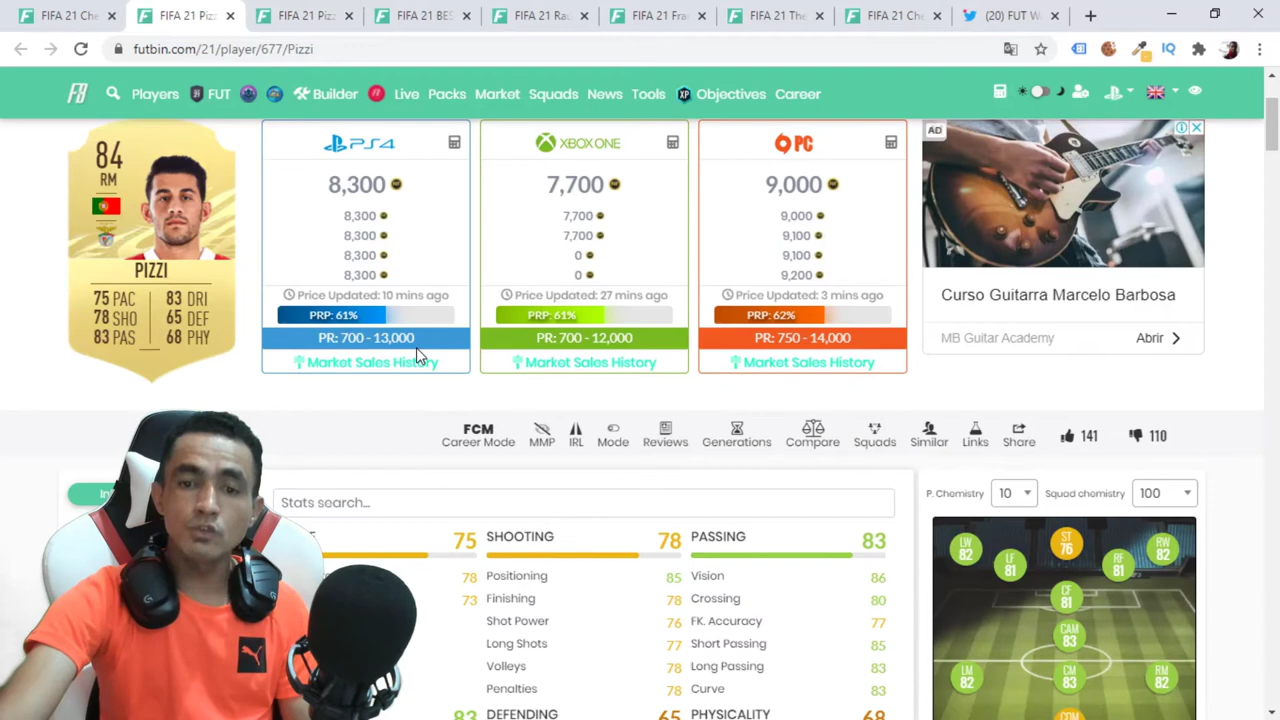 FIFA 21 Che
FIFA 21 Pizz
FIFA 21 Pizz
FIFA 21 BES
FIFA 21 Rau
FIFA 21 Fra
FIFA 21 The
FIFA 21 Che
(20) FUT W
futbin.com/21/player/677/Pizzi
IQ
F8 Players FUT Builder Live Packs Market Squads News Tools XP Objectives Career
84
RM
PIZZI
75 PAC 83 DRI
78 SHO 65 DEF
83 PAS 68 PHY
PS4
8,300
8,300
8,300
8,300
8,300
Price Updated: 10 mins ago
PRP: 61%
PR: 700 - 13,000
Market Sales History
XBOX ONE
7,700
7,700
7,700
0
0
Price Updated: 27 mins ago
PRP: 61%
PR: 700 - 12,000
Market Sales History
PC
9,000
9,000
9,100
9,100
9,200
Price Updated: 3 mins ago
PRP: 62%
PR: 750 - 14,000
Market Sales History
AD
Curso Guitarra Marcelo Barbosa
MB Guitar Academy Abrir
FCM
Career Mode MMP IRL Mode Reviews Generations Compare Squads Similar Links Share 141 110
Stats search...
75
78
73
SHOOTING 78
Positioning 85
Finishing 78
Shot Power 76
Long Shots 77
Volleys 78
Penalties 78
PASSING 83
Vision 86
Crossing 80
FK. Accuracy 77
Short Passing 85
Long Passing 83
Curve 83
83
DEFENDING 65
PHYSICALITY 68
P. Chemistry 10 Squad chemistry 100
ST
76
LW
82
RW
82
LF
81
RF
81
CF
81
CAM
83
LM
82
CM
83
RM
82